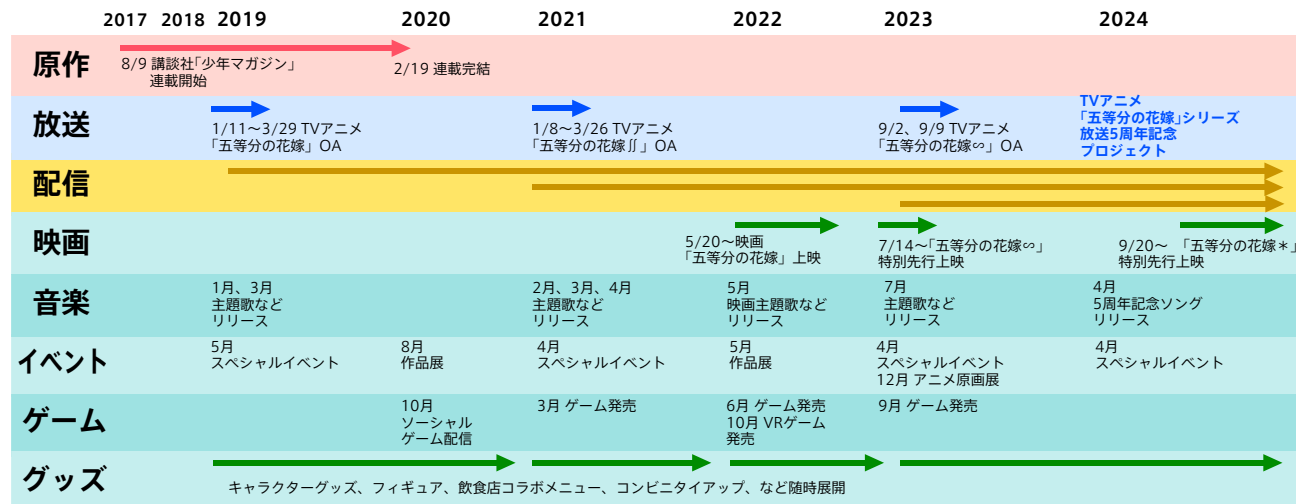 2017 2018 2019 2020 2021 2022 2023 2024
原作
8/9 講談社「少年マガジン」
連載開始
2/19 連載完結
放送
1/11～3/29 TVアニメ
「五等分の花嫁」OA
1/8～3/26 TVアニメ
「五等分の花嫁∬」OA
9/2、9/9 TVアニメ
「五等分の花嫁∽」OA
TVアニメ
「五等分の花嫁」シリーズ
放送5周年記念
プロジェクト
配信
映画
5/20～映画
「五等分の花嫁」上映
7/14～「五等分の花嫁∽」
特別先行上映
9/20～ 「五等分の花嫁＊」
特別先行上映
音楽
1月、3月
主題歌など
リリース
2月、3月、4月
主題歌など
リリース
5月
映画主題歌など
リリース
7月
主題歌など
リリース
4月
5周年記念ソング
リリース
イベント
5月
スペシャルイベント
8月
作品展
4月
スペシャルイベント
5月
作品展
4月
スペシャルイベント
12月 アニメ原画展
4月
スペシャルイベント
ゲーム
10月
ソーシャル
ゲーム配信
3月 ゲーム発売
6月 ゲーム発売
10月 VRゲーム
発売
9月 ゲーム発売
グッズ
キャラクターグッズ、フィギュア、飲食店コラボメニュー、コンビニタイアップ、など随時展開